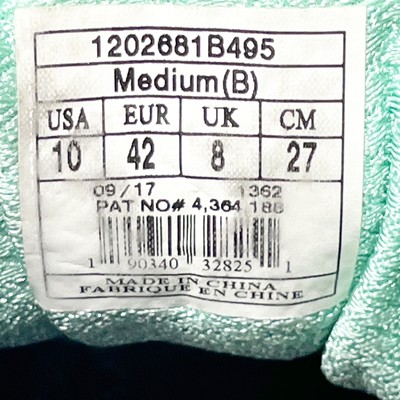 1202681B495
Medium(B)
USA EUR UK CM
10 42 8 27
09/17 1362
PAT NO# 4,364 188
1 90340 32825 1
MADE IN CHINA
FABRIQUE EN CHINE